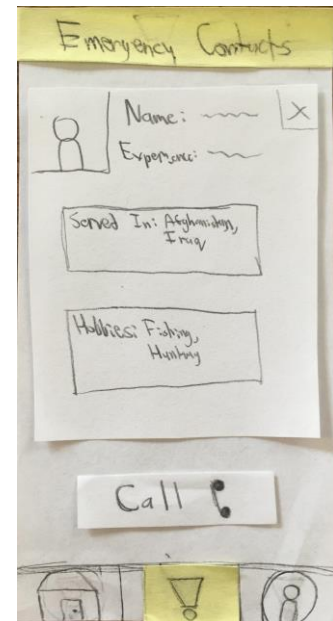 Emergency Contacts
Name:
Experience:
Served In: Afghanistan,
Iraq
Hobbies: Fishing,
Hunting
Call